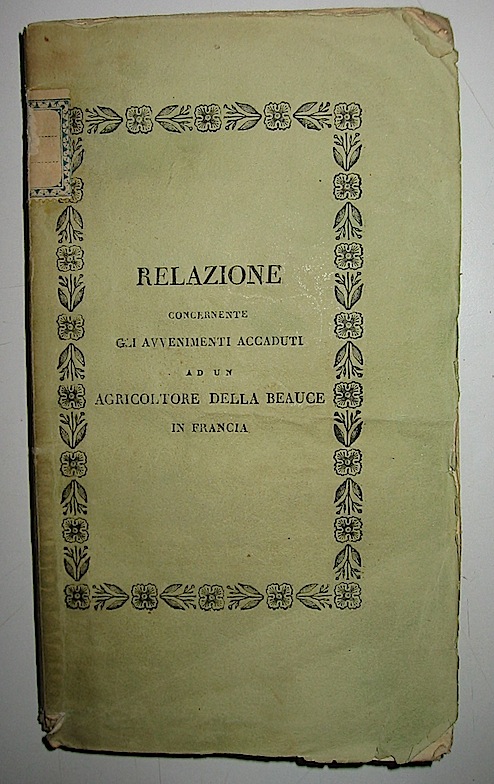 RELAZIONE
CONCERNENTE
GLI AVVENIMENTI ACCADUTI
AD UN
AGRICOLTORE DELLA BEAUCE
IN FRANCIA